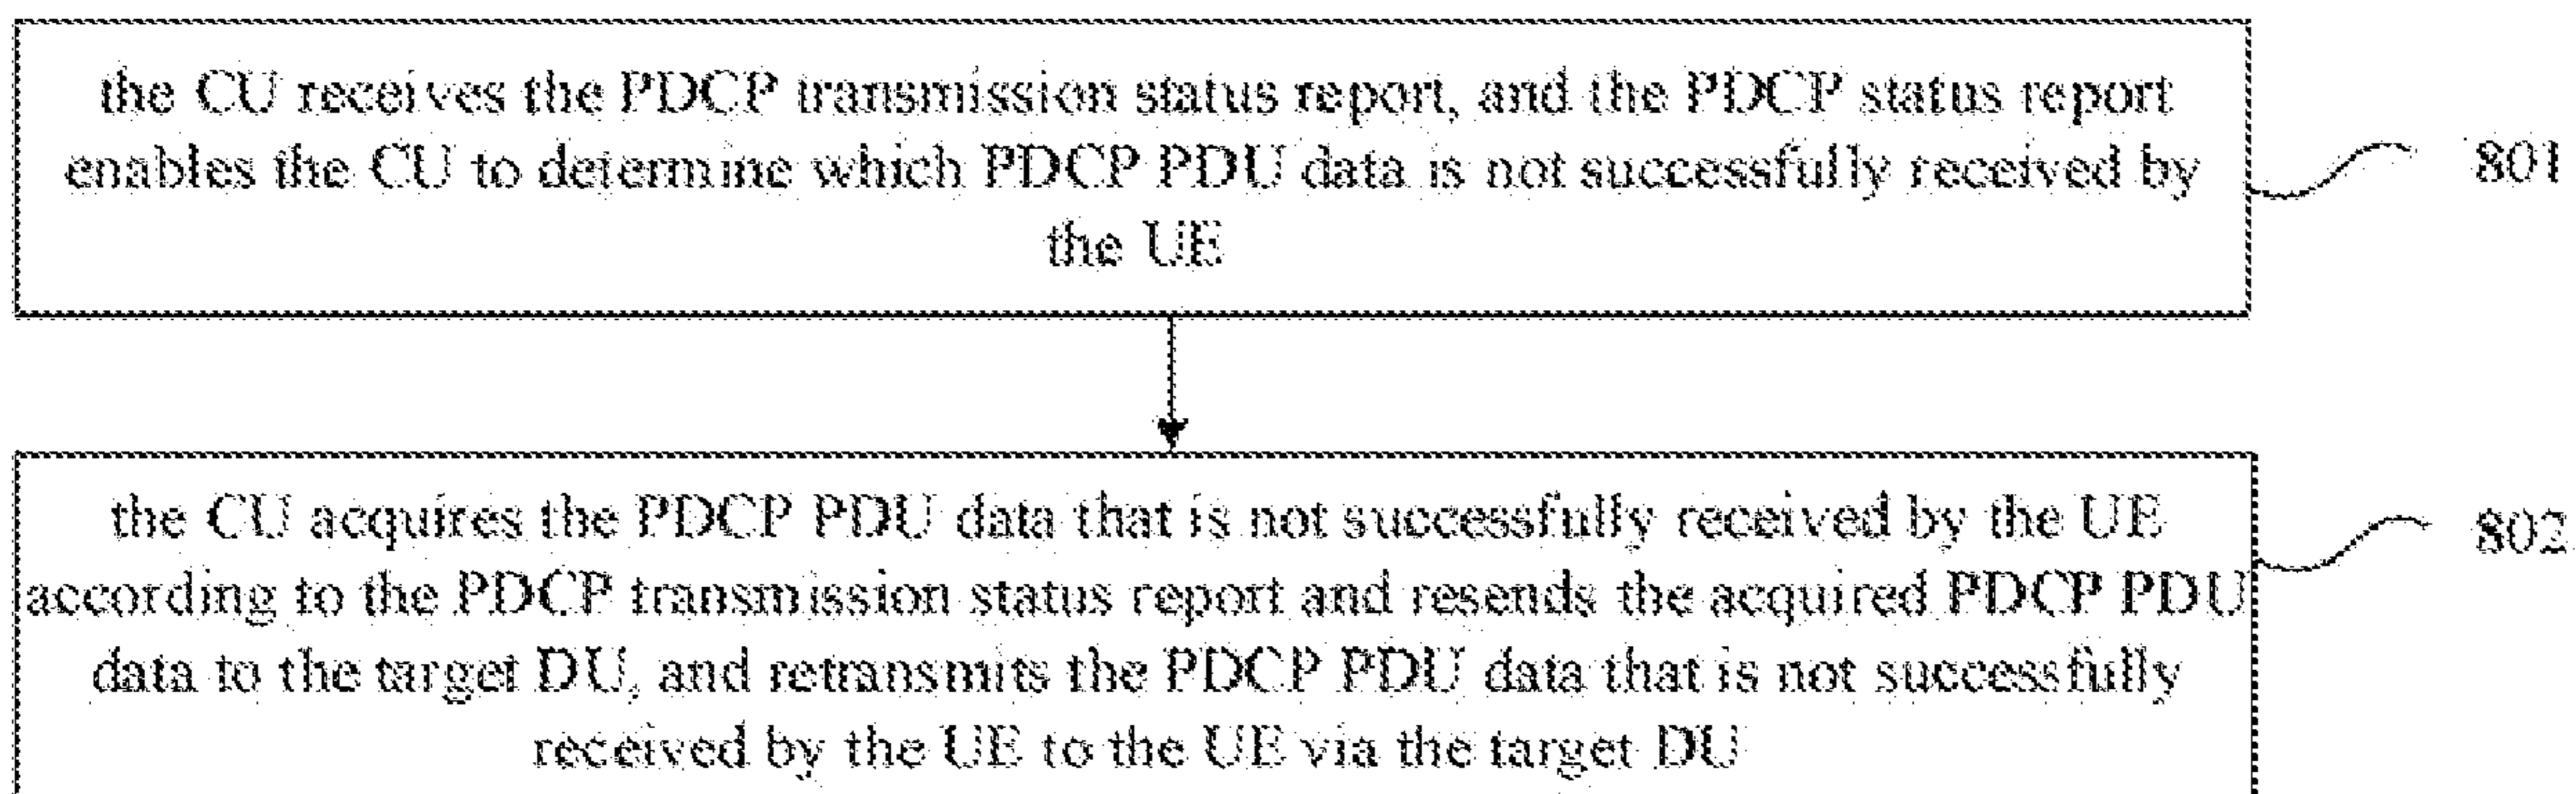 the CU receives the PDCP transmission status report, and the PDCP status report
enables the CU to determine which PDCP PDU data is not successfully received by
the UE
801
the CU acquires the PDCP PDU data that is not successfully received by the UE
according to the PDCP transmission status report and resends the acquired PDCP PDU
data to the target DU, and retransmits the PDCP PDU data that is not successfully
received by the UE to the UE via the target DU
802